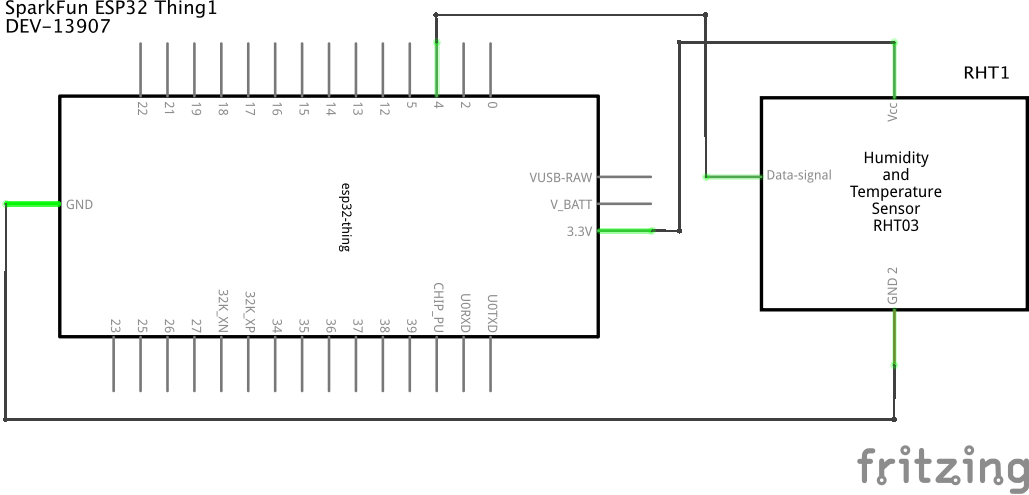 SparkFun ESP32 Thing1
DEV-13907
RHT1
22
21
19
18
17
16
15
14
13
12
5
4
2
0
Vcc
VUSB-RAW
V_BATT
3.3V
GND
esp32-thing
Data-signal
Humidity
and
Temperature
Sensor
RHT03
GND 2
23
25
26
27
32K_XN
32K_XP
34
35
36
37
38
39
CHIP_PU
U0RXD
U0TXD
fritzing